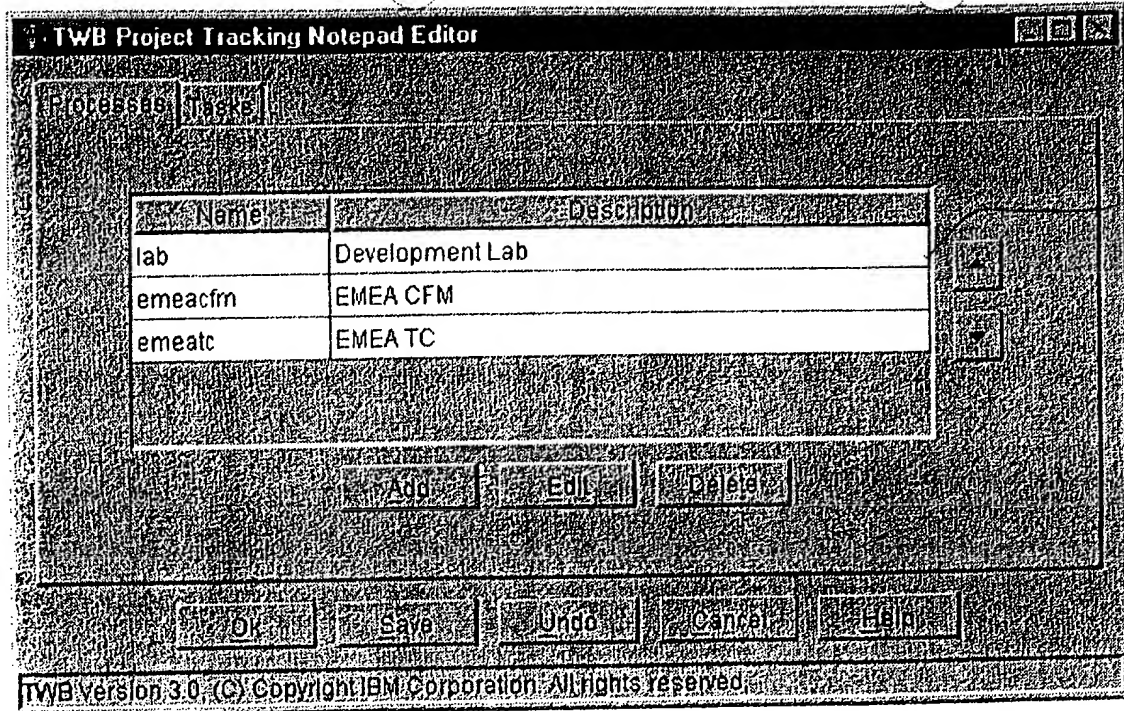 TWB Project Tracking Notepad Editor
Processes Tasks
Name Description
lab Development Lab
emeacfm EMEA CFM
emeatc EMEA TC
Add Edit Delete
Ok Save Undo Cancel Help
TWB Version 3.0 (C) Copyright IBM Corporation. All rights reserved.